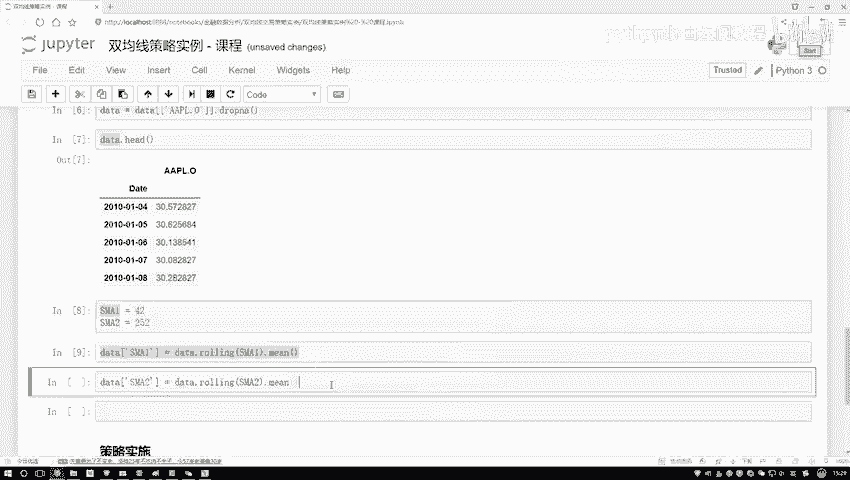 双均线策略实例 - 课程
jupyter 双均线策略实例 - 课程 (unsaved changes)
File Edit View Insert Cell Kernel Widgets Help
Trusted Python 3
Code
In [6]: data = data[['AAPL.O']].dropna()
In [7]: data.head()
Out[7]:
AAPL.O
Date
2010-01-04 30.572827
2010-01-05 30.625684
2010-01-06 30.138541
2010-01-07 30.082827
2010-01-08 30.282827
In [8]: SMA1 = 42
SMA2 = 252
In [9]: data['SMA1'] = data.rolling(SMA1).mean()
In [ ]: data['SMA2'] = data.rolling(SMA2).mean
In [ ]:
策略实施
15:29